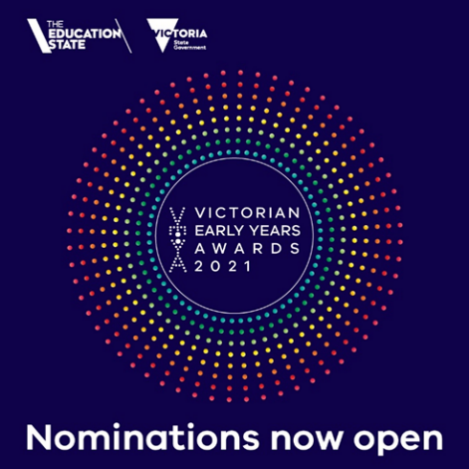 THE
EDUCATION
STATE
VICTORIA
State
Government
VICTORIAN
EARLY YEARS
AWARDS
2021
Nominations now open